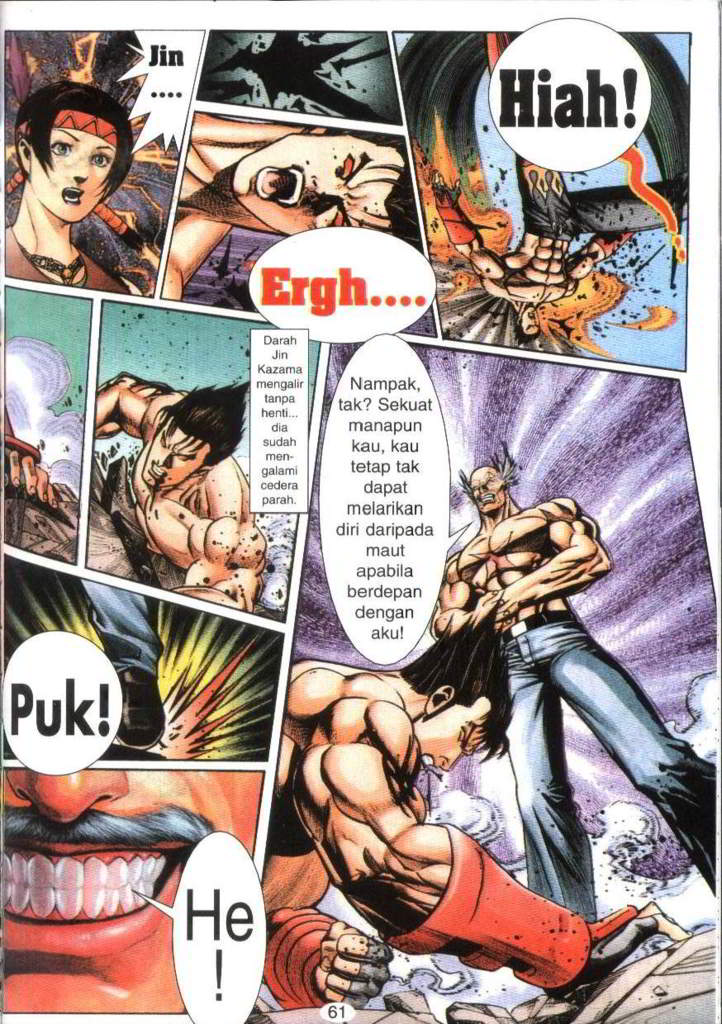 Jin
....
Hiah!
Ergh....
Darah
Jin
Kazama
mengalir
tanpa
henti...
dia
sudah
men-
galami
cedera
parah.
Nampak,
tak? Sekuat
manapun
kau, kau
tetap tak
dapat
melarikan
diri daripada
maut
apabila
berdepan
dengan
aku!
Puk!
He
!
61